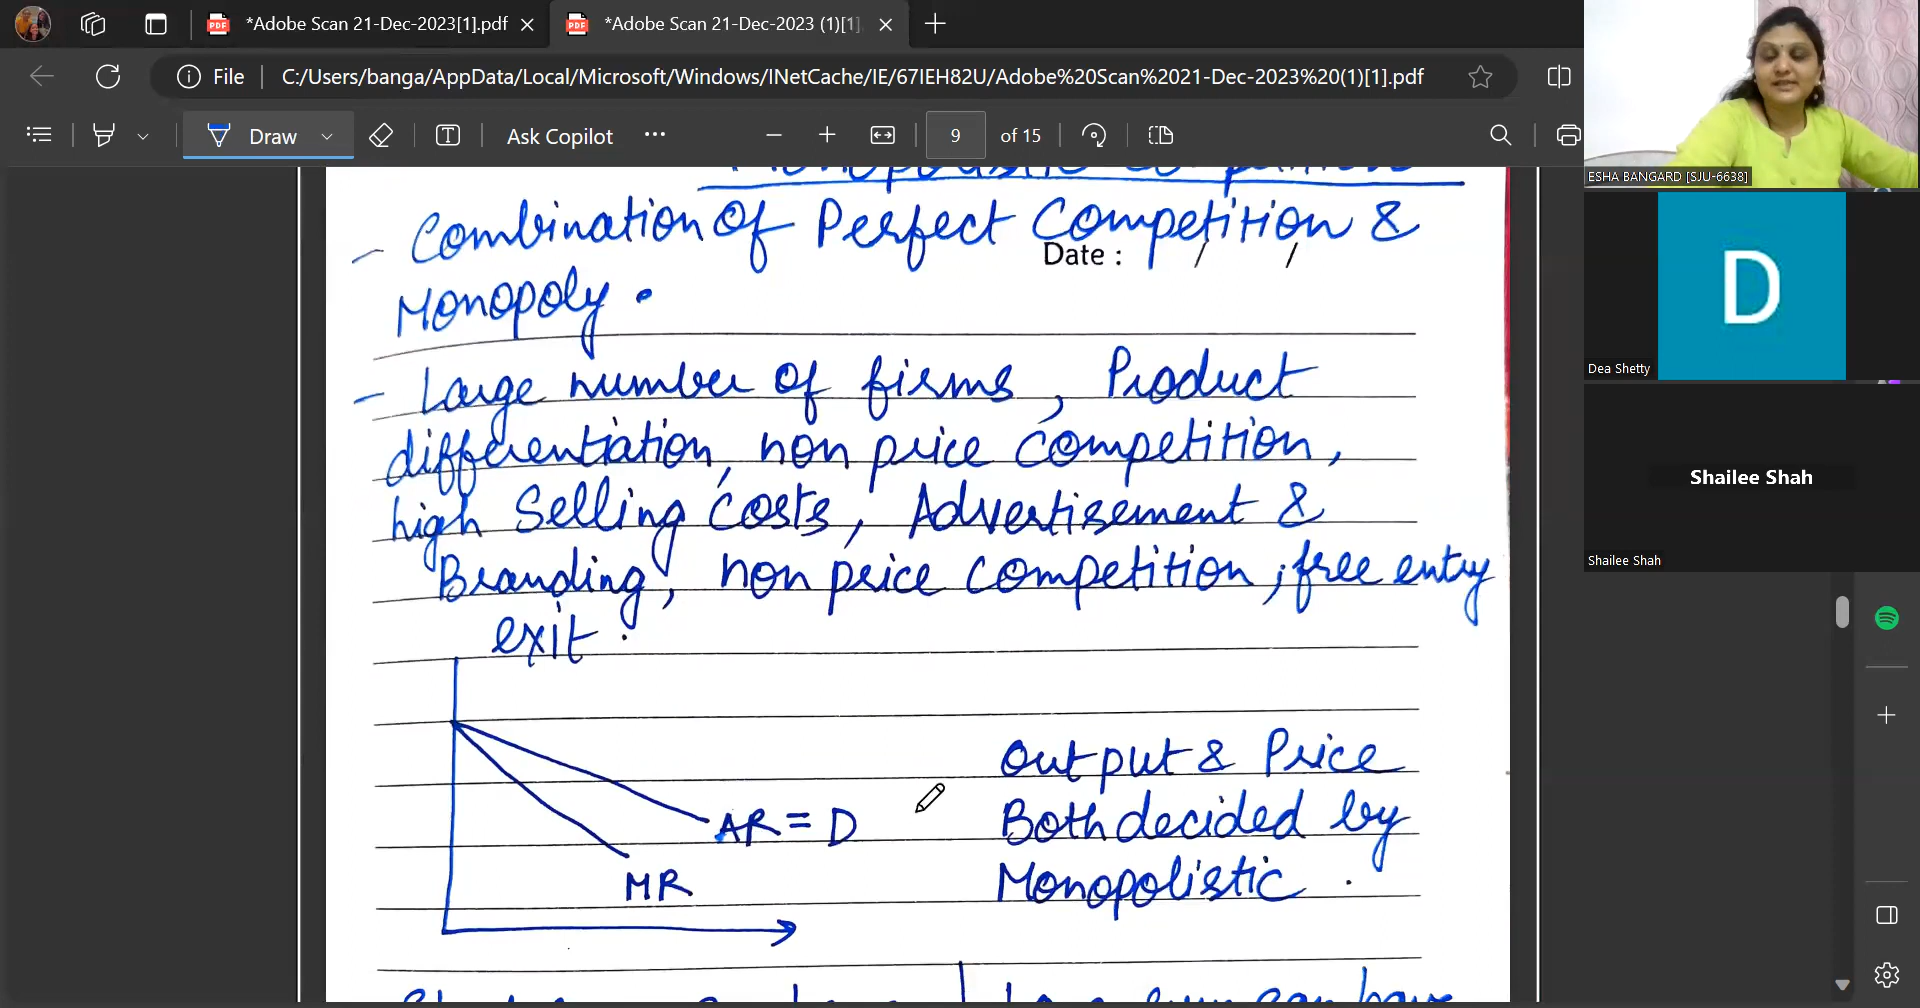 *Adobe Scan 21-Dec-2023[1].pdf
*Adobe Scan 21-Dec-2023 (1)[1]
File
C:/Users/banga/AppData/Local/Microsoft/Windows/INetCache/IE/67IEH82U/Adobe%20Scan%2021-Dec-2023%20(1)[1].pdf
Draw
Ask Copilot
9 of 15
- Combination Of Perfect Competition &
Date : / /
Monopoly.
- Large number of firms, Product
differentiation, non price competition,
high Selling costs, Advertisement &
Branding, non price competition, free entry
exit.
AR = D
MR
Output & Price
Both decided by
Monopolistic.
ESHA BANGARD [SJU-6638]
D
Dea Shetty
Shailee Shah
Shailee Shah